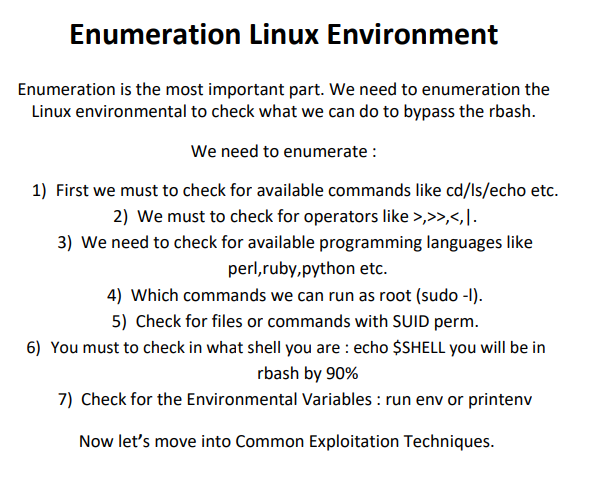 Enumeration Linux Environment
Enumeration is the most important part. We need to enumeration the
Linux environmental to check what we can do to bypass the rbash.
We need to enumerate :
1) First we must to check for available commands like cd/ls/echo etc.
2) We must to check for operators like >,>>,<,|.
3) We need to check for available programming languages like
perl,ruby,python etc.
4) Which commands we can run as root (sudo -l).
5) Check for files or commands with SUID perm.
6) You must to check in what shell you are : echo $SHELL you will be in
rbash by 90%
7) Check for the Environmental Variables : run env or printenv
Now let’s move into Common Exploitation Techniques.